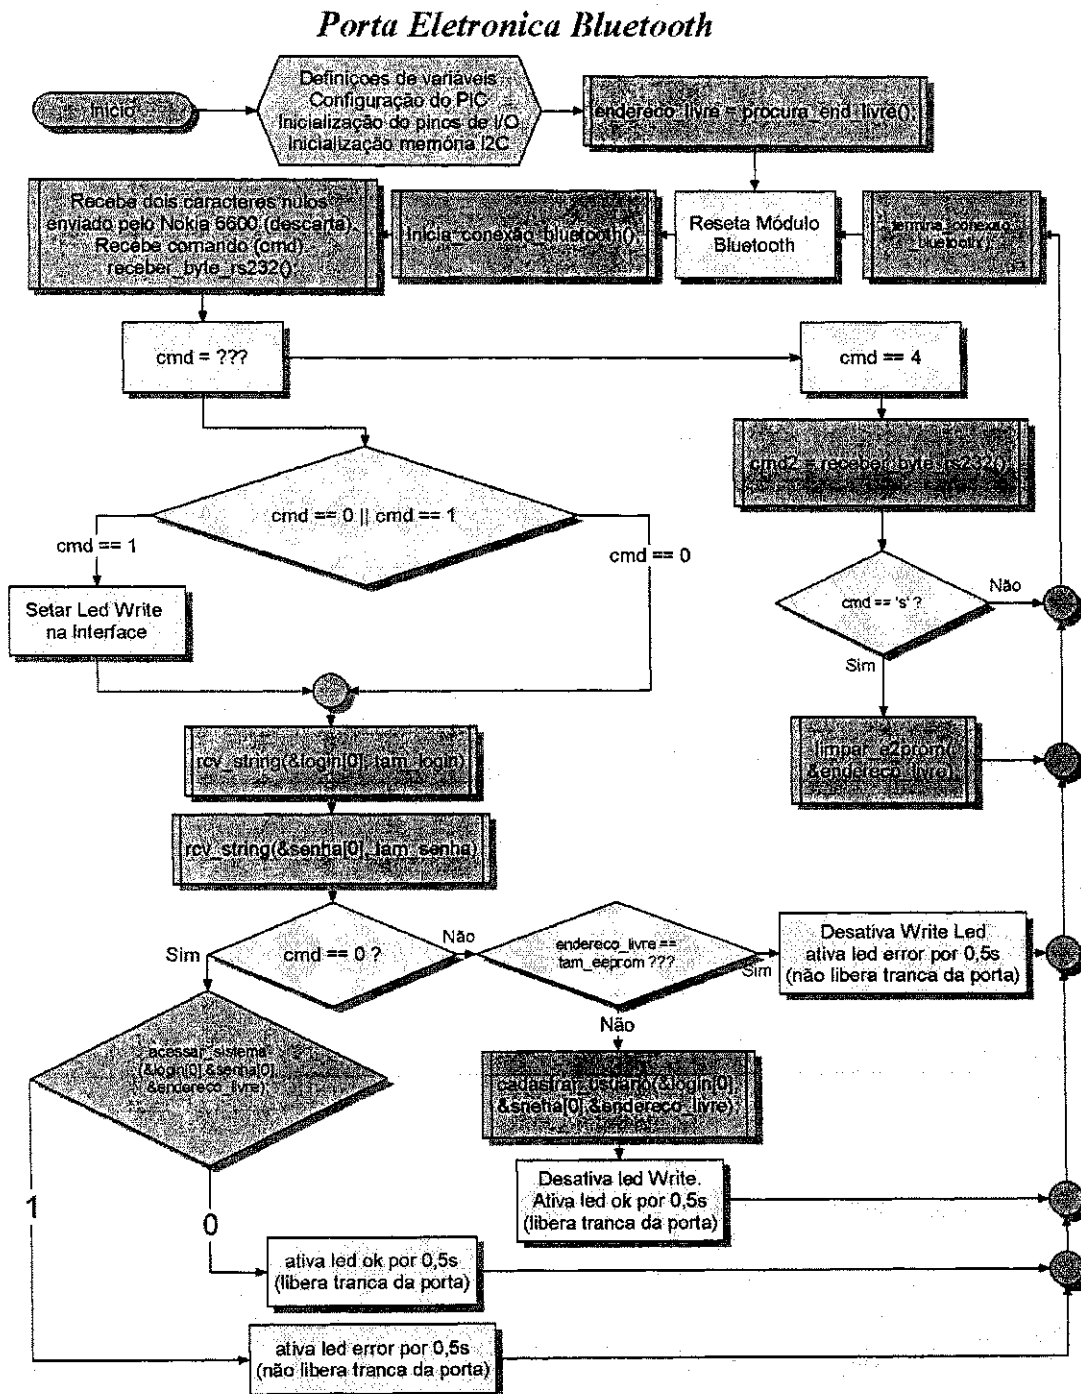 Porta Eletronica Bluetooth
Inicio
Definiçoes de variáveis
Configuração do PIC
Inicialização do pinos de I/O
Inicialização memória I2C
endereco_livre = procura_end_livre();
Recebe dois caracteres nulos
enviado pelo Nokia 6600 (descarta)
Recebe comando (cmd)
receber_byte_rs232();
Inicia_conexão_bluetooth();
Reseta Módulo
Bluetooth
termina_conexão_
bluetooth();
cmd = ???
cmd == 4
cmd2 = receber_byte_rs232();
cmd == 0 || cmd == 1
cmd == 1
cmd == 0
Setar Led Write
na Interface
cmd == 's' ?
Não
Sim
limpar_e2prom(
&endereco_livre);
rcv_string(&login[0], tam_login)
rcv_string(&senha[0], tam_senha)
cmd == 0 ?
Sim
Não
endereco_livre ==
tam_eeprom ???
Sim
Não
Desativa Write Led
ativa led error por 0,5s
(não libera tranca da porta)
acessar_sistema
(&login[0],&senha[0],
&endereco_livre)
cadastrar_usuario(&login[0],
&sneha[0],&endereco_livre);
Desativa led Write.
Ativa led ok por 0,5s
(libera tranca da porta)
1
0
ativa led ok por 0,5s
(libera tranca da porta)
ativa led error por 0,5s
(não libera tranca da porta)